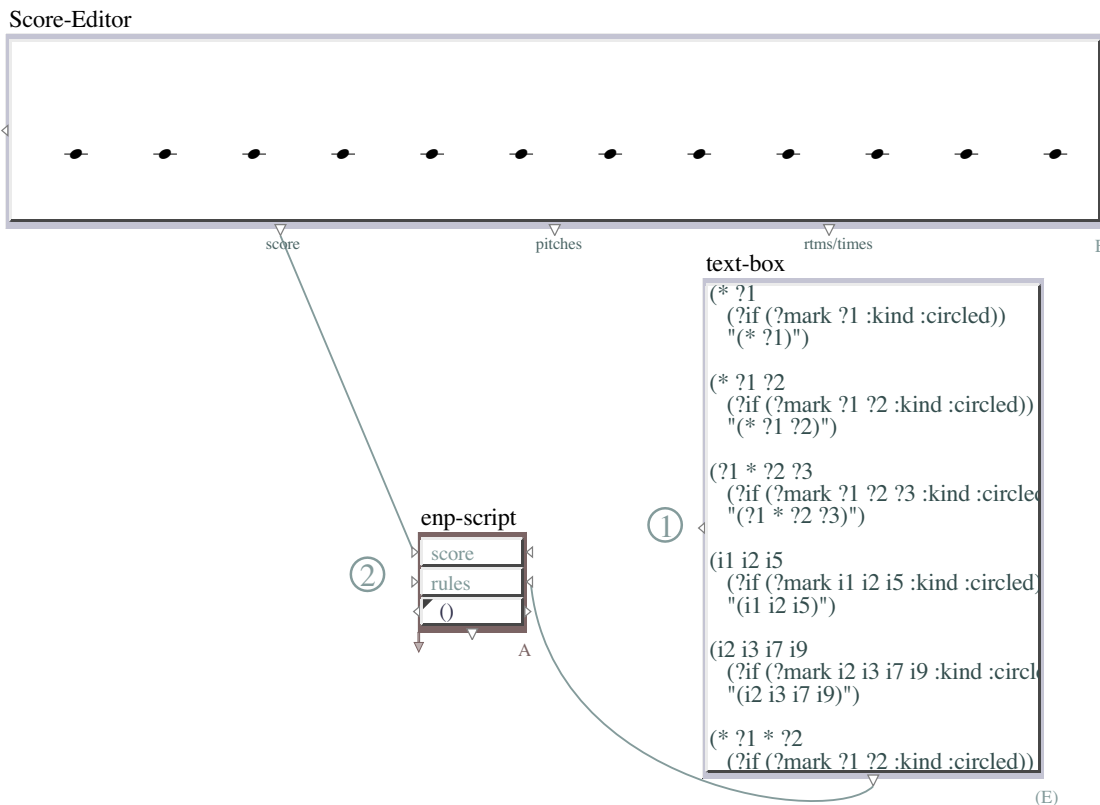 Score-Editor
score
pitches
rtms/times
text-box
(* ?1
(?if (?mark ?1 :kind :circled))
"(* ?1)")
(* ?1 ?2
(?if (?mark ?1 ?2 :kind :circled))
"(* ?1 ?2)")
(?1 * ?2 ?3
(?if (?mark ?1 ?2 ?3 :kind :circled
"(?1 * ?2 ?3)")
(i1 i2 i5
(?if (?mark i1 i2 i5 :kind :circled)
"(i1 i2 i5)")
(i2 i3 i7 i9
(?if (?mark i2 i3 i7 i9 :kind :circle
"(i2 i3 i7 i9)")
(* ?1 * ?2
(?if (?mark ?1 ?2 :kind :circled))
(E)
1
enp-script
score
rules
()
A
2